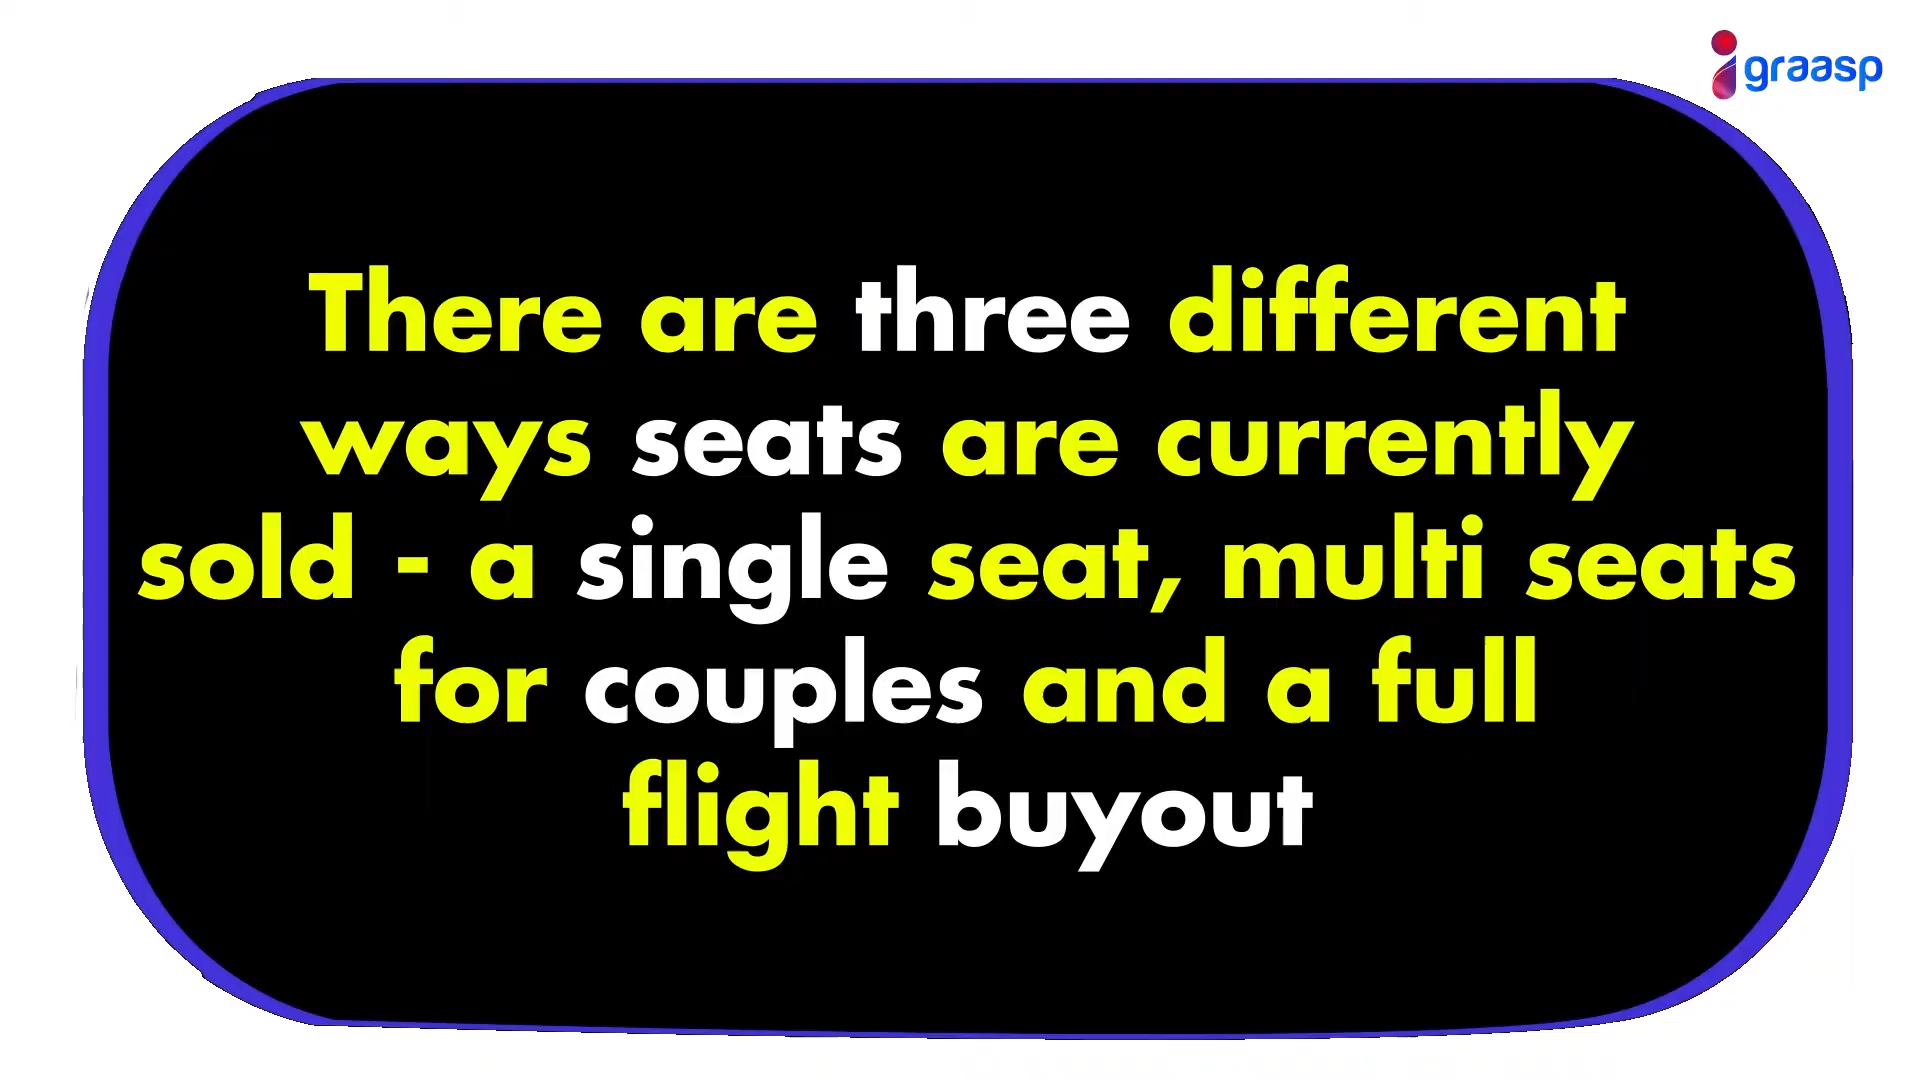 graasp
There are three different
ways seats are currently
sold - a single seat, multi seats
for couples and a full
flight buyout